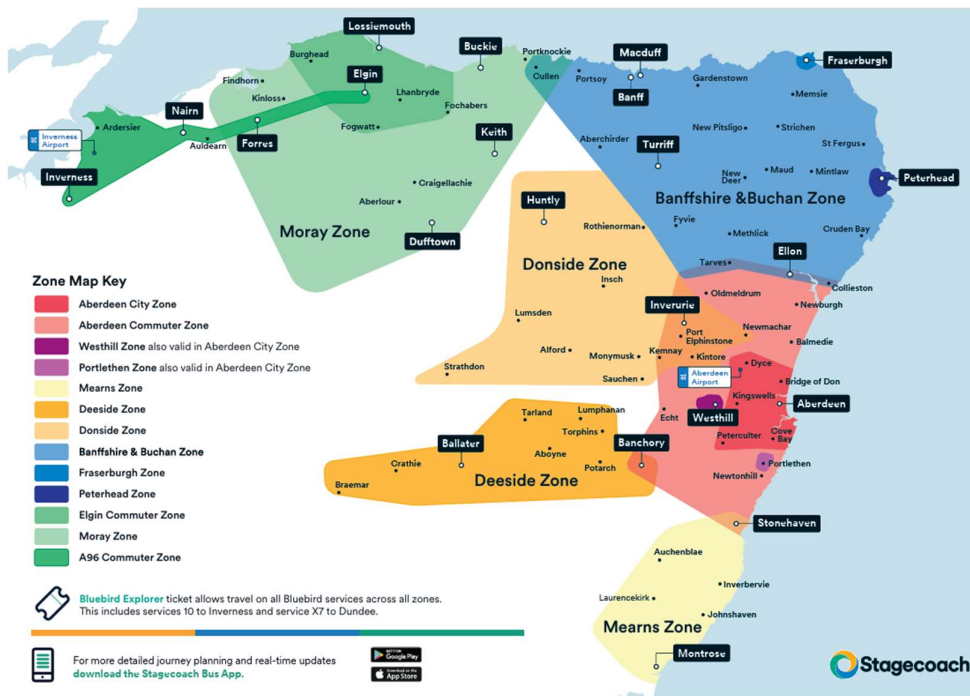 Lossiemouth
Burghead
Buckie
Portknockie
Macduff
Fraserburgh
Findhorn
Elgin
Cullen
Portsoy
Gardenstown
Banff
Memsie
Nairn
Kinloss
Lhanbryde
Fochabers
Ardersier
Inverness
Airport
Auldearn
Forres
Fogwatt
Keith
Aberchirder
New Pitsligo
Strichen
Turriff
St Fergus
Inverness
Craigellachie
New
Deer
Maud
Mintlaw
Peterhead
Aberlour
Huntly
Banffshire &Buchan Zone
Moray Zone
Dufftown
Rothienorman
Fyvie
Methlick
Cruden Bay
Ellon
Donside Zone
Tarves
Collieston
Insch
Oldmeldrum
Newburgh
Inverurie
Lumsden
Port
Elphinstone
Newmachar
Balmedie
Alford
Monymusk
Kemnay
Kintore
Dyce
Strathdon
Sauchen
Aberdeen
Airport
Bridge of Don
Kingswells
Aberdeen
Tarland
Lumphanan
Echt
Westhill
Torphins
Ballater
Banchory
Peterculter
Cove
Bay
Aboyne
Crathie
Potarch
Portlethen
Braemar
Deeside Zone
Newtonhill
Stonehaven
Auchenblae
Inverbervie
Laurencekirk
Johnshaven
Mearns Zone
Montrose
Zone Map Key
Aberdeen City Zone
Aberdeen Commuter Zone
Westhill Zone also valid in Aberdeen City Zone
Portlethen Zone also valid in Aberdeen City Zone
Mearns Zone
Deeside Zone
Donside Zone
Banffshire & Buchan Zone
Fraserburgh Zone
Peterhead Zone
Elgin Commuter Zone
Moray Zone
A96 Commuter Zone
Bluebird Explorer ticket allows travel on all Bluebird services across all zones.
This includes services 10 to Inverness and service X7 to Dundee.
For more detailed journey planning and real-time updates
download the Stagecoach Bus App.
Google Play
App Store
Stagecoach